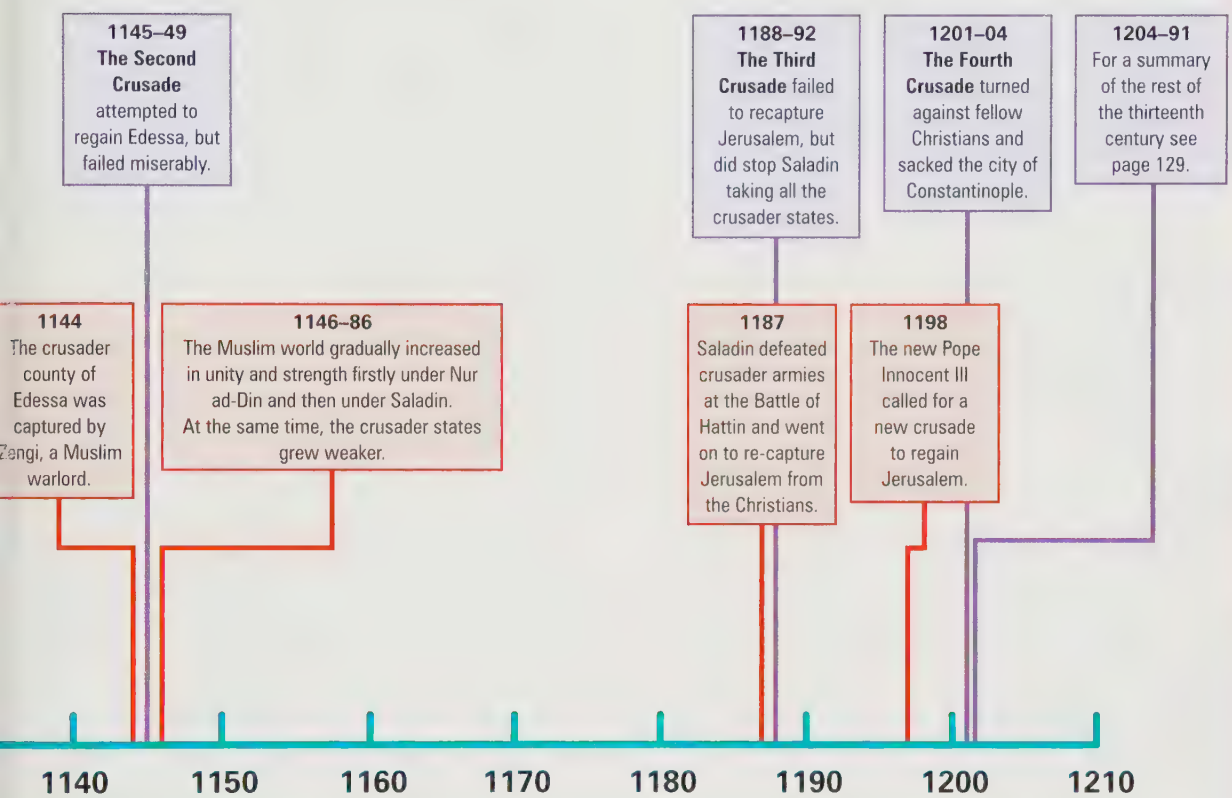 1145–49
The Second
Crusade
attempted to
regain Edessa, but
failed miserably.
1188–92
The Third
Crusade failed
to recapture
Jerusalem, but
did stop Saladin
taking all the
crusader states.
1201–04
The Fourth
Crusade turned
against fellow
Christians and
sacked the city of
Constantinople.
1204–91
For a summary
of the rest of
the thirteenth
century see
page 129.
1144
The crusader
county of
Edessa was
captured by
Zengi, a Muslim
warlord.
1146–86
The Muslim world gradually increased
in unity and strength firstly under Nur
ad-Din and then under Saladin.
At the same time, the crusader states
grew weaker.
1187
Saladin defeated
crusader armies
at the Battle of
Hattin and went
on to re-capture
Jerusalem from
the Christians.
1198
The new Pope
Innocent III
called for a
new crusade
to regain
Jerusalem.
1140 1150 1160 1170 1180 1190 1200 1210